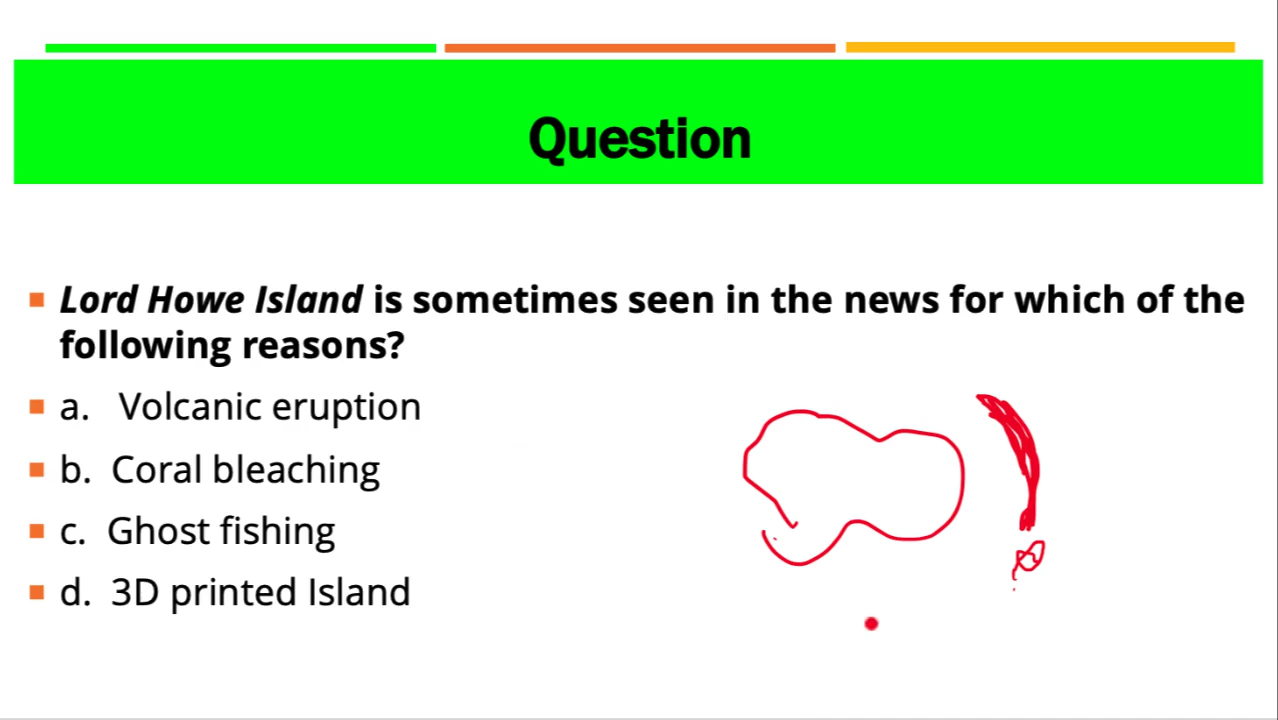 Question
Lord Howe Island is sometimes seen in the news for which of the
following reasons?
a. Volcanic eruption
b. Coral bleaching
c. Ghost fishing
d. 3D printed Island